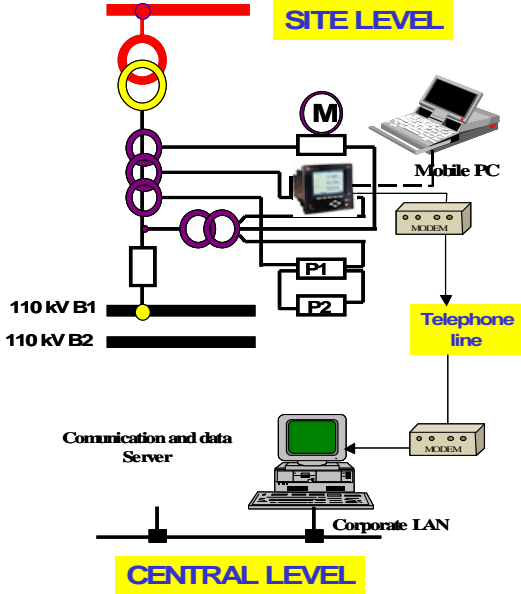 SITE LEVEL
M
Mobile PC
MODEM
P1
P2
110 kV B1
110 kV B2
Telephone
line
MODEM
Comunication and data
Server
Corporate LAN
CENTRAL LEVEL